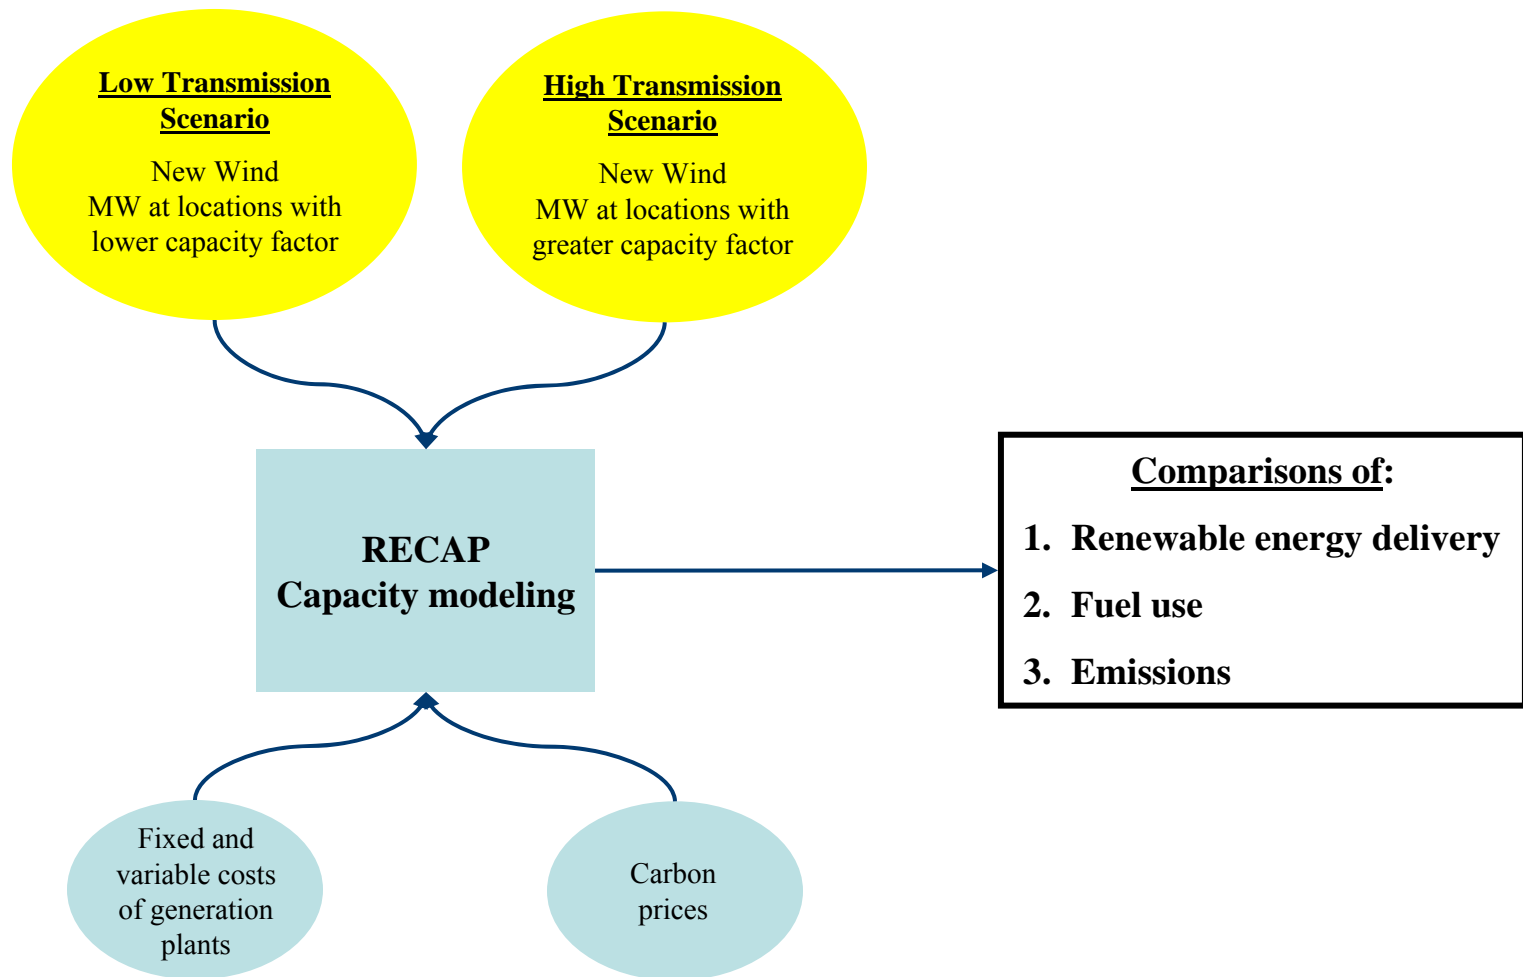 Low Transmission
Scenario
New Wind
MW at locations with
lower capacity factor
High Transmission
Scenario
New Wind
MW at locations with
greater capacity factor
RECAP
Capacity modeling
Comparisons of:
1. Renewable energy delivery
2. Fuel use
3. Emissions
Fixed and
variable costs
of generation
plants
Carbon
prices